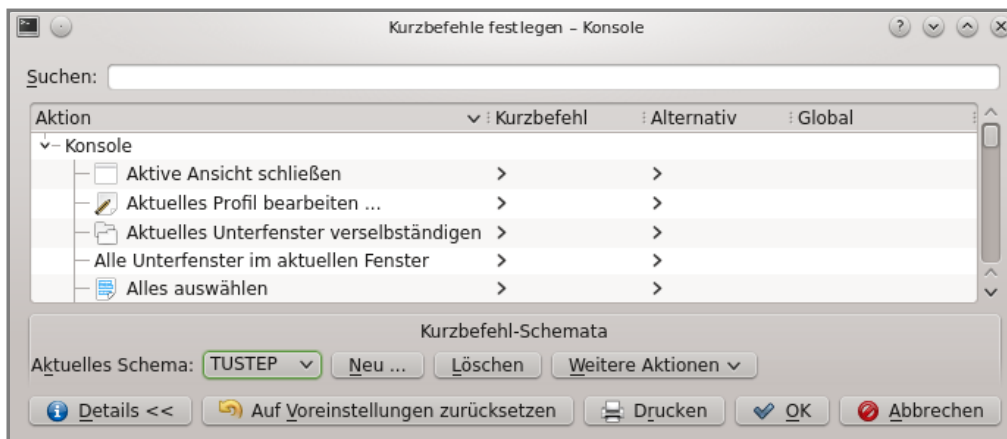 Kurzbefehle festlegen – Konsole
Suchen:
Aktion Kurzbefehl Alternativ Global
Konsole
Aktive Ansicht schließen
Aktuelles Profil bearbeiten ...
Aktuelles Unterfenster verselbständigen
Alle Unterfenster im aktuellen Fenster
Alles auswählen
Kurzbefehl-Schemata
Aktuelles Schema: TUSTEP Neu ... Löschen Weitere Aktionen
Details << Auf Voreinstellungen zurücksetzen Drucken OK Abbrechen